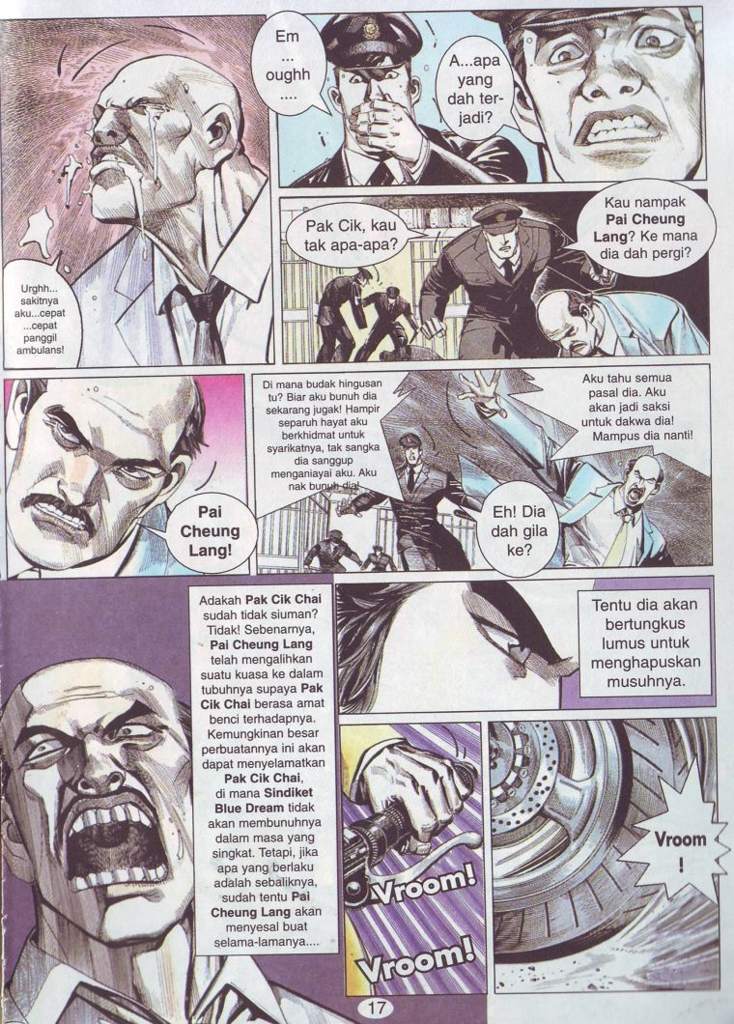 Em
...
oughh
....
A...apa
yang
dah ter-
jadi?
Urghh...
sakitnya
aku...cepat
...cepat
panggil
ambulans!
Pak Cik, kau
tak apa-apa?
Kau nampak
Pai Cheung
Lang? Ke mana
dia dah pergi?
Pai
Cheung
Lang!
Di mana budak hingusan
tu? Biar aku bunuh dia
sekarang jugak! Hampir
separuh hayat aku
berkhidmat untuk
syarikatnya, tak sangka
dia sanggup
menganiayai aku. Aku
nak bunuh dia!
Aku tahu semua
pasal dia. Aku
akan jadi saksi
untuk dakwa dia!
Mampus dia nanti!
Eh! Dia
dah gila
ke?
Adakah Pak Cik Chai
sudah tidak siuman?
Tidak! Sebenarnya,
Pai Cheung Lang
telah mengalihkan
suatu kuasa ke dalam
tubuhnya supaya Pak
Cik Chai berasa amat
benci terhadapnya.
Kemungkinan besar
perbuatannya ini akan
dapat menyelamatkan
Pak Cik Chai,
di mana Sindiket
Blue Dream tidak
akan membunuhnya
dalam masa yang
singkat. Tetapi, jika
apa yang berlaku
adalah sebaliknya,
sudah tentu Pai
Cheung Lang akan
menyesal buat
selama-lamanya....
Tentu dia akan
bertungkus
lumus untuk
menghapuskan
musuhnya.
Vroom!
Vroom!
Vroom
!
17